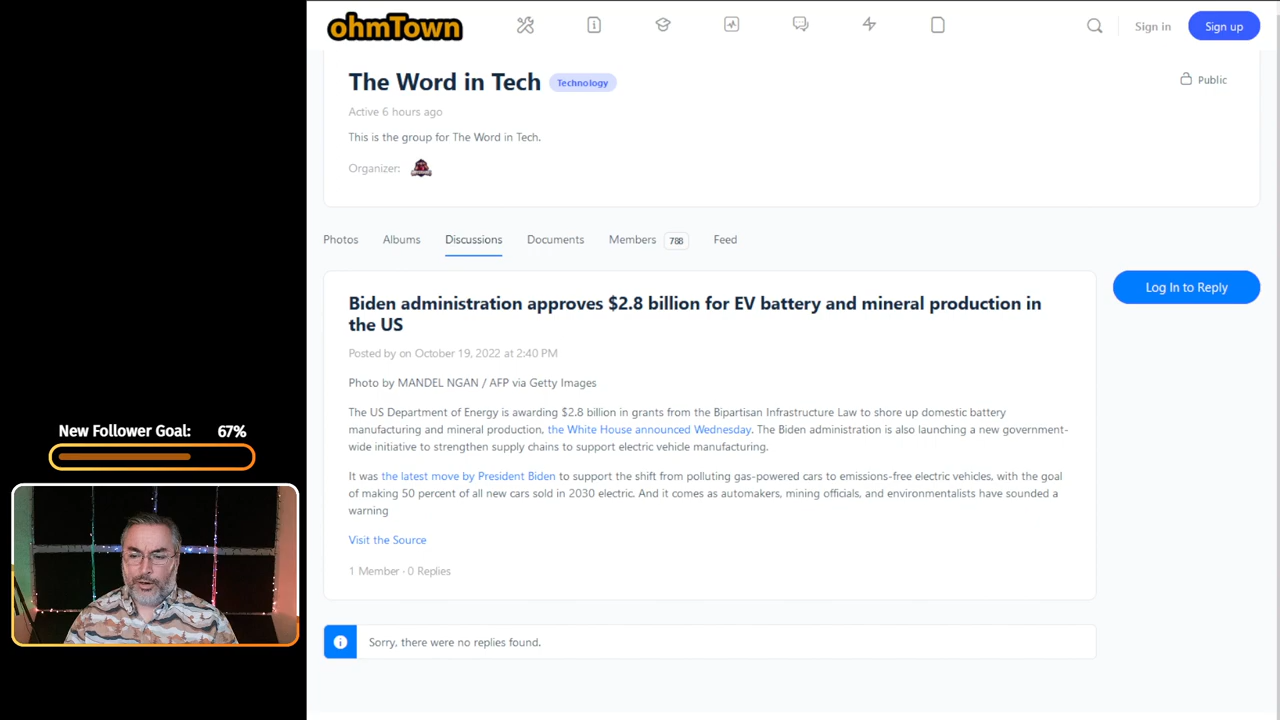 ohmTown
Sign in
Sign up
The Word in Tech
Technology
Public
Active 6 hours ago
This is the group for The Word in Tech.
Organizer:
Photos
Albums
Discussions
Documents
Members
788
Feed
Biden administration approves $2.8 billion for EV battery and mineral production in
the US
Log In to Reply
Posted by on October 19, 2022 at 2:40 PM
Photo by MANDEL NGAN / AFP via Getty Images
The US Department of Energy is awarding $2.8 billion in grants from the Bipartisan Infrastructure Law to shore up domestic battery
manufacturing and mineral production, the White House announced Wednesday. The Biden administration is also launching a new government-
wide initiative to strengthen supply chains to support electric vehicle manufacturing.
It was the latest move by President Biden to support the shift from polluting gas-powered cars to emissions-free electric vehicles, with the goal
of making 50 percent of all new cars sold in 2030 electric. And it comes as automakers, mining officials, and environmentalists have sounded a
warning
Visit the Source
1 Member · 0 Replies
Sorry, there were no replies found.
New Follower Goal: 67%